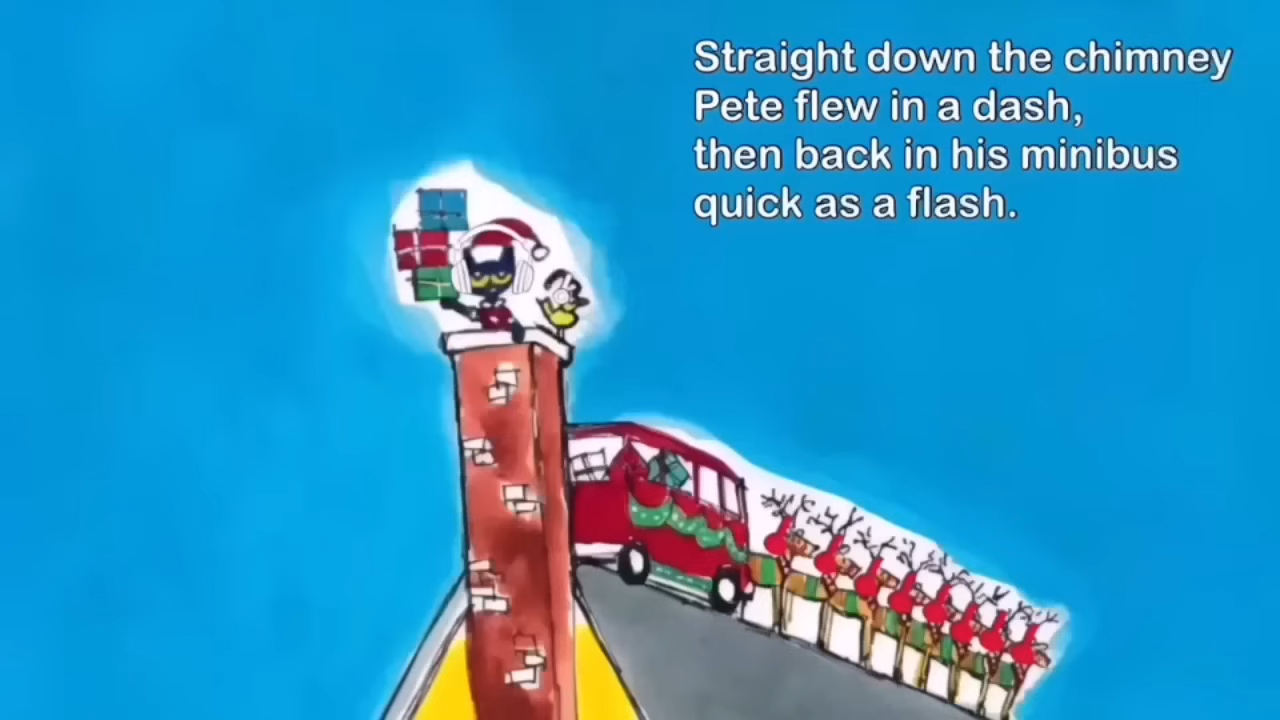 Straight down the chimney
Pete flew in a dash,
then back in his minibus
quick as a flash.